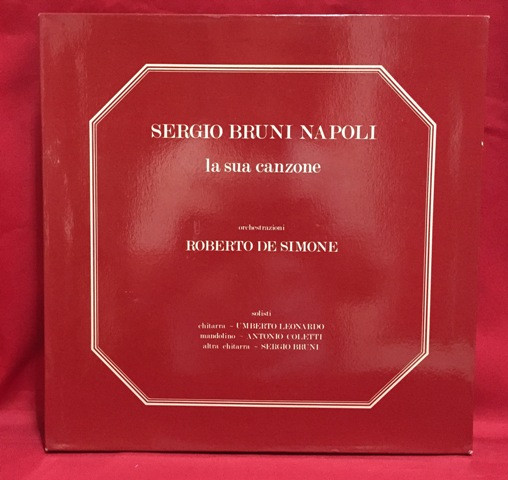 SERGIO BRUNI NAPOLI
la sua canzone
orchestrazioni
ROBERTO DE SIMONE
solisti
chitarra - UMBERTO LEONARDO
mandolino - ANTONIO COLETTI
altra chitarra - SERGIO BRUNI